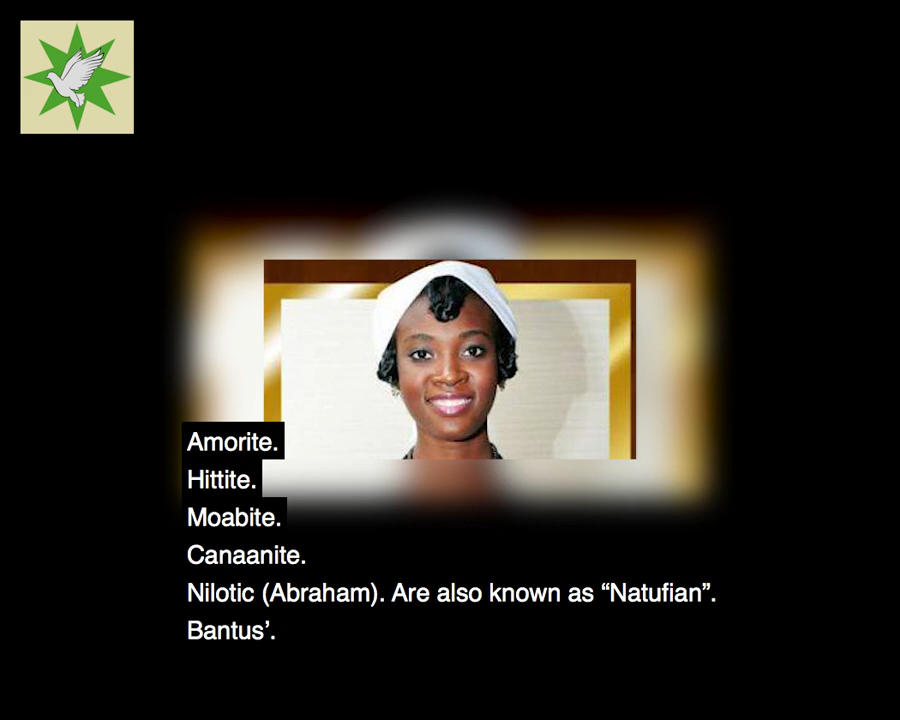 Amorite.
Hittite.
Moabite.
Canaanite.
Nilotic (Abraham). Are also known as “Natufian”.
Bantus’.